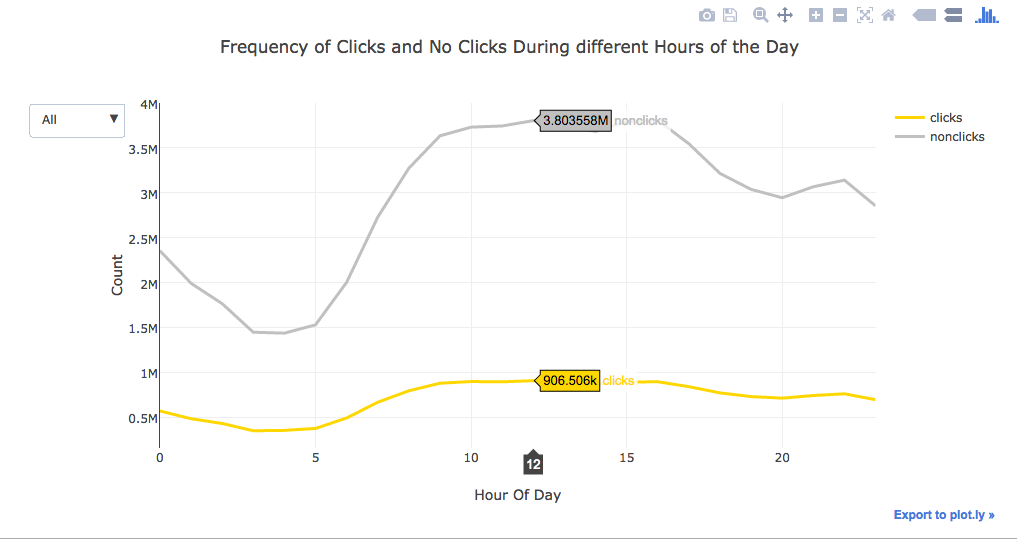 Frequency of Clicks and No Clicks During different Hours of the Day
All
4M
3.5M
3M
2.5M
2M
1.5M
1M
0.5M
Count
3.803558M nonclicks
906.506k clicks
clicks
nonclicks
0 5 12 15 20
Hour Of Day
Export to plot.ly »